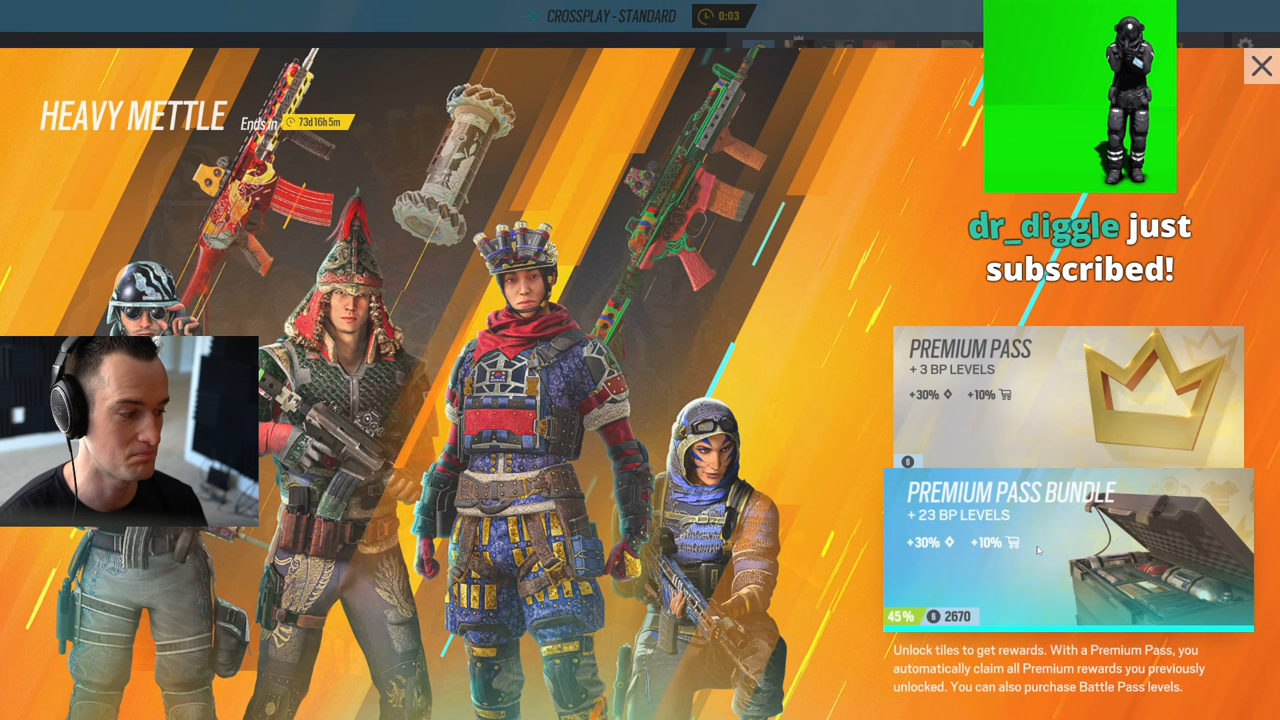 CROSSPLAY - STANDARD 0:03
HEAVY METTLE
Ends in 73d 16h 5m
dr_diggle just
subscribed!
PREMIUM PASS
+ 3 BP LEVELS
+30% +10%
PREMIUM PASS BUNDLE
+ 23 BP LEVELS
+30% +10%
45% 2670
Unlock tiles to get rewards. With a Premium Pass, you
automatically claim all Premium rewards you previously
unlocked. You can also purchase Battle Pass levels.